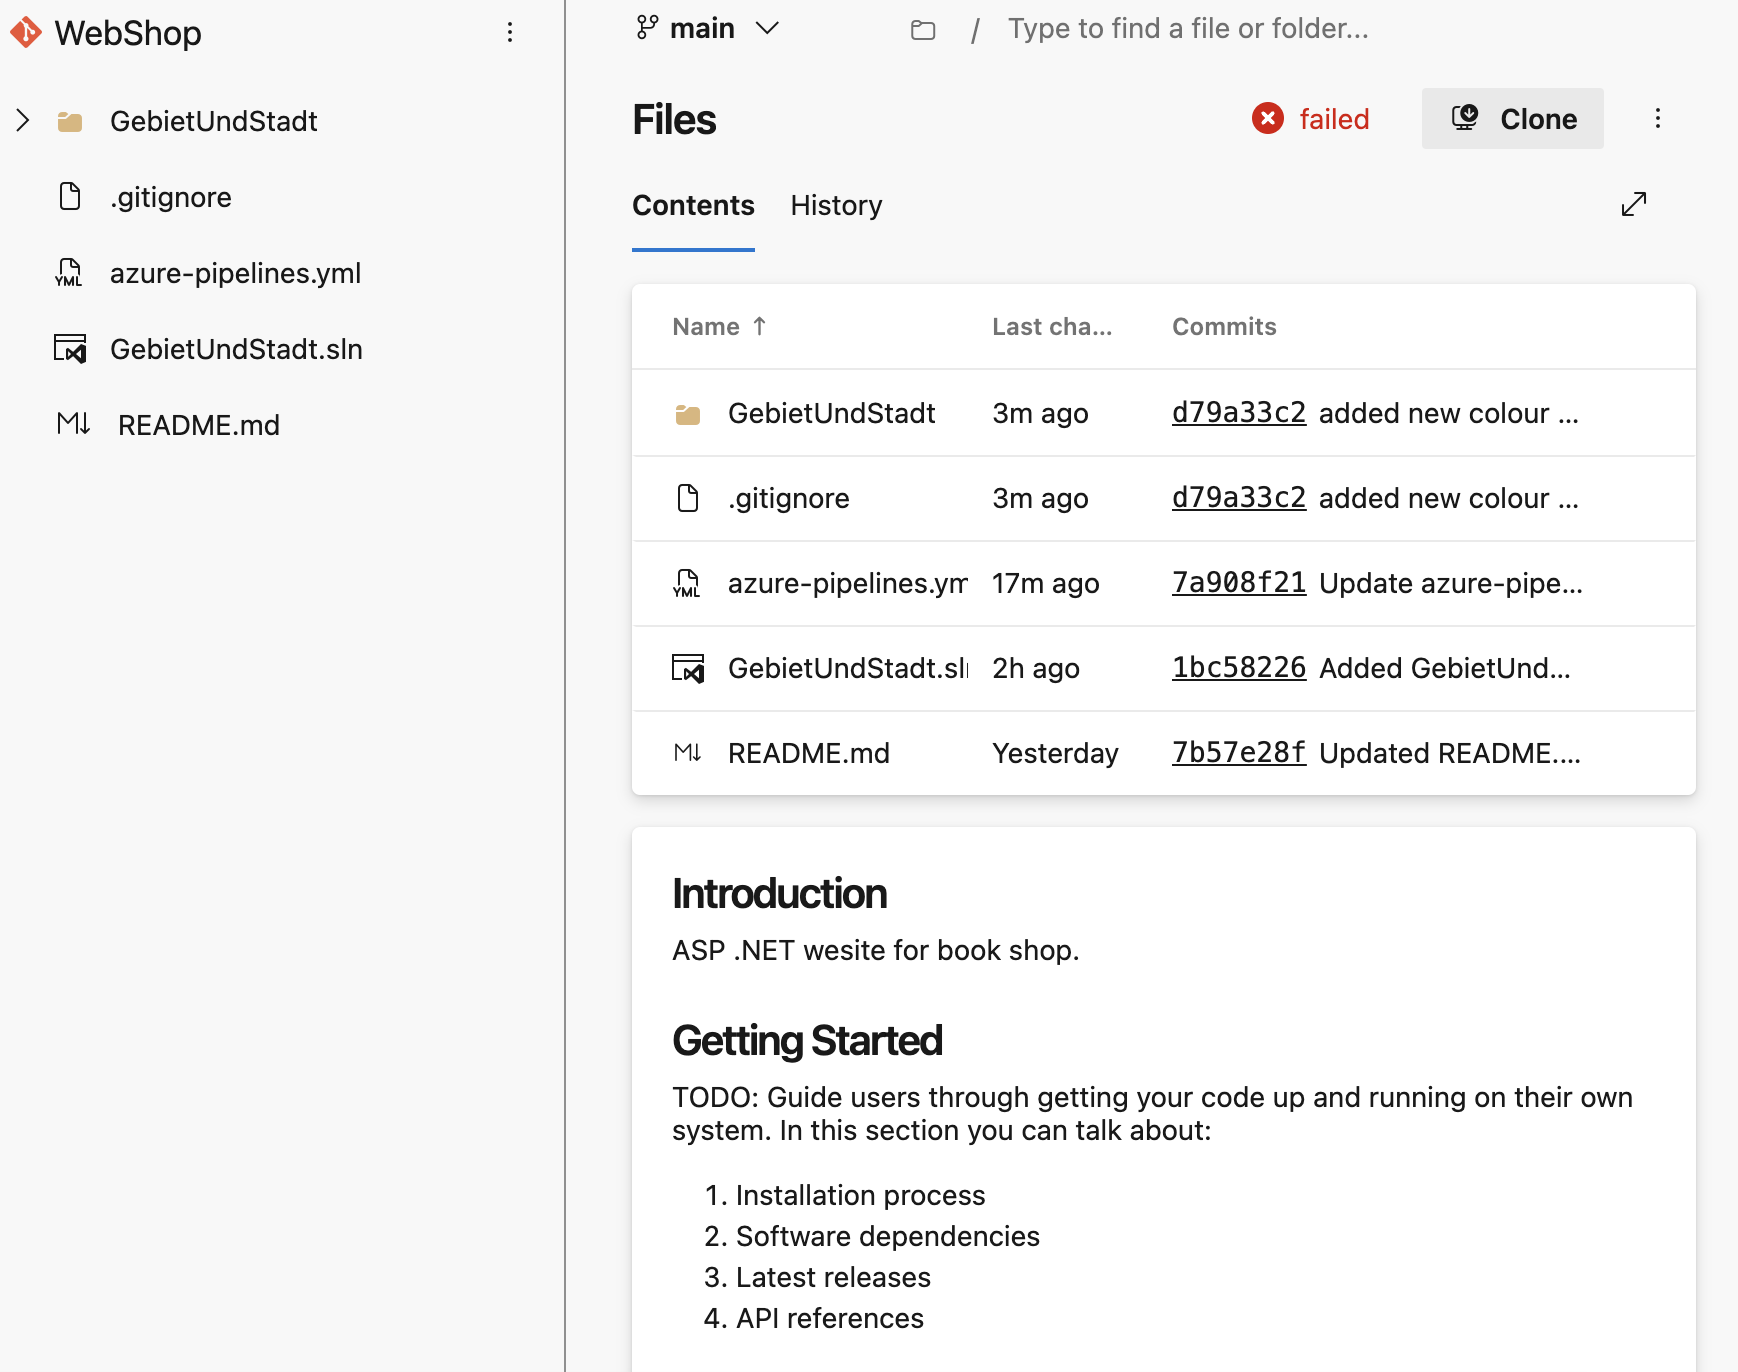 WebShop
GebietUndStadt
.gitignore
YML azure-pipelines.yml
GebietUndStadt.sln
M↓ README.md
main
/ Type to find a file or folder...
Files
failed
Clone
Contents History
Name ↑ Last cha... Commits
GebietUndStadt 3m ago d79a33c2 added new colour ...
.gitignore 3m ago d79a33c2 added new colour ...
YML azure-pipelines.ym 17m ago 7a908f21 Update azure-pipe...
GebietUndStadt.sln 2h ago 1bc58226 Added GebietUnd...
M↓ README.md Yesterday 7b57e28f Updated README....
Introduction
ASP .NET wesite for book shop.
Getting Started
TODO: Guide users through getting your code up and running on their own
system. In this section you can talk about:
1. Installation process
2. Software dependencies
3. Latest releases
4. API references